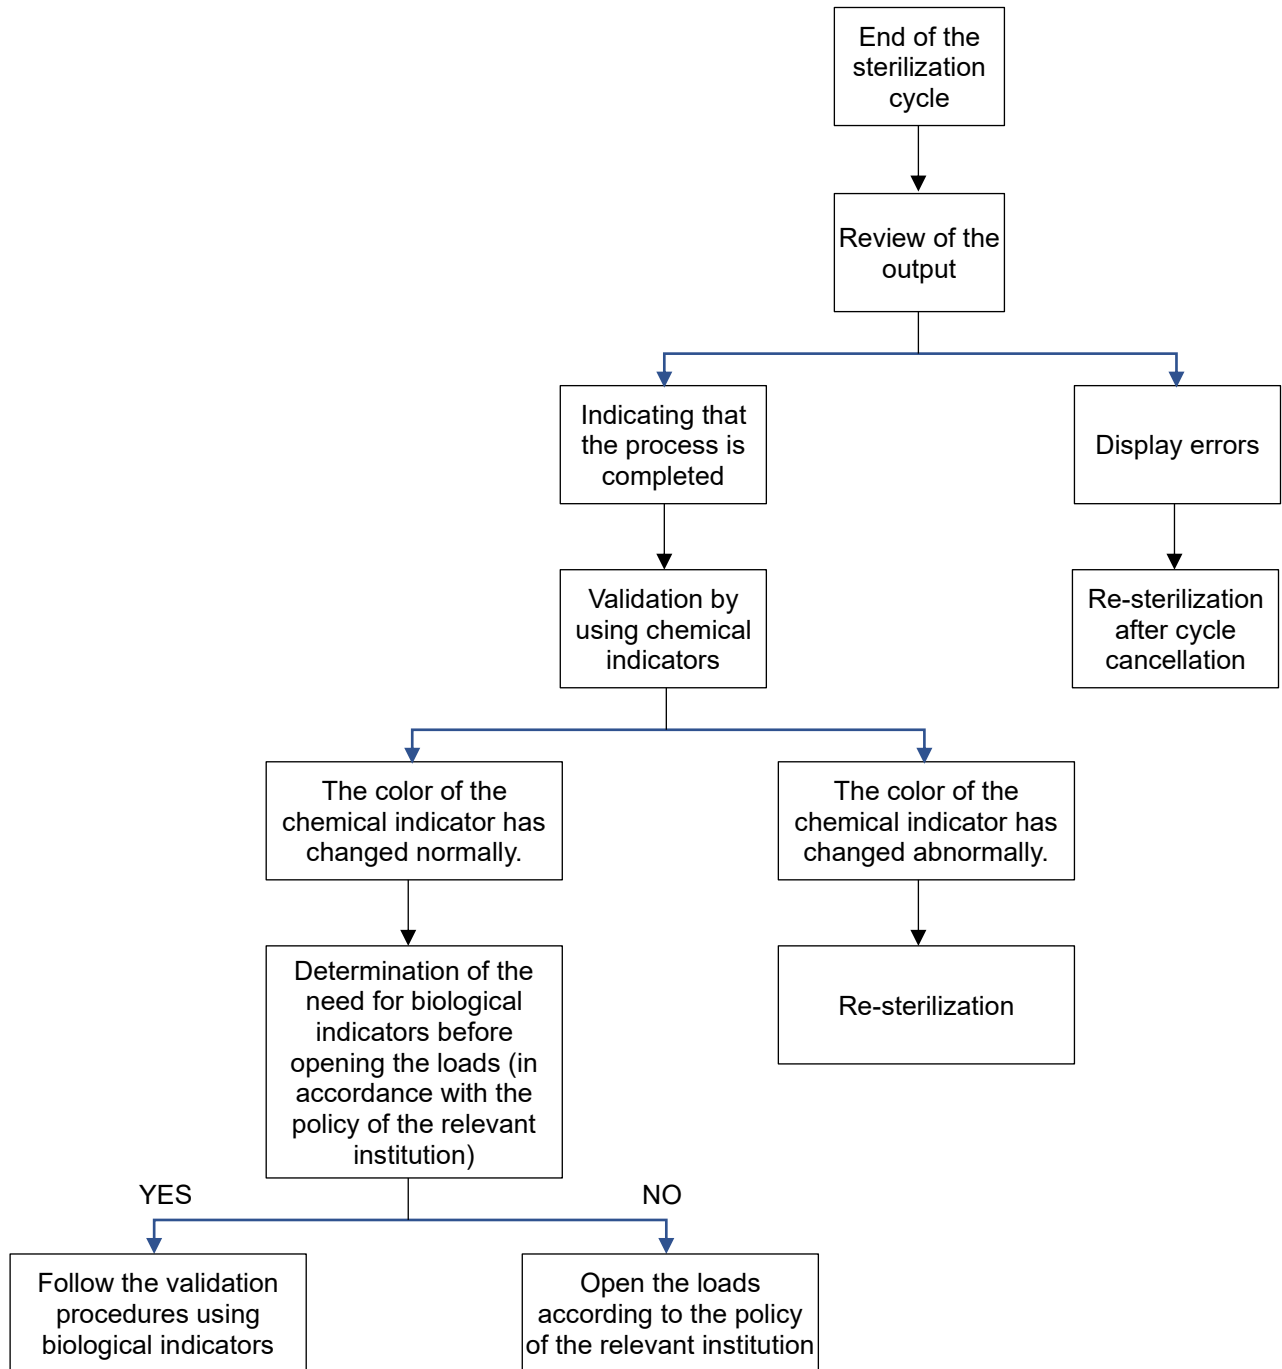 End of the
sterilization
cycle
Review of the
output
Indicating that
the process is
completed
Display errors
Validation by
using chemical
indicators
Re-sterilization
after cycle
cancellation
The color of the
chemical indicator has
changed normally.
The color of the
chemical indicator has
changed abnormally.
Determination of the
need for biological
indicators before
opening the loads (in
accordance with the
policy of the relevant
institution)
Re-sterilization
YES
NO
Follow the validation
procedures using
biological indicators
Open the loads
according to the policy
of the relevant institution